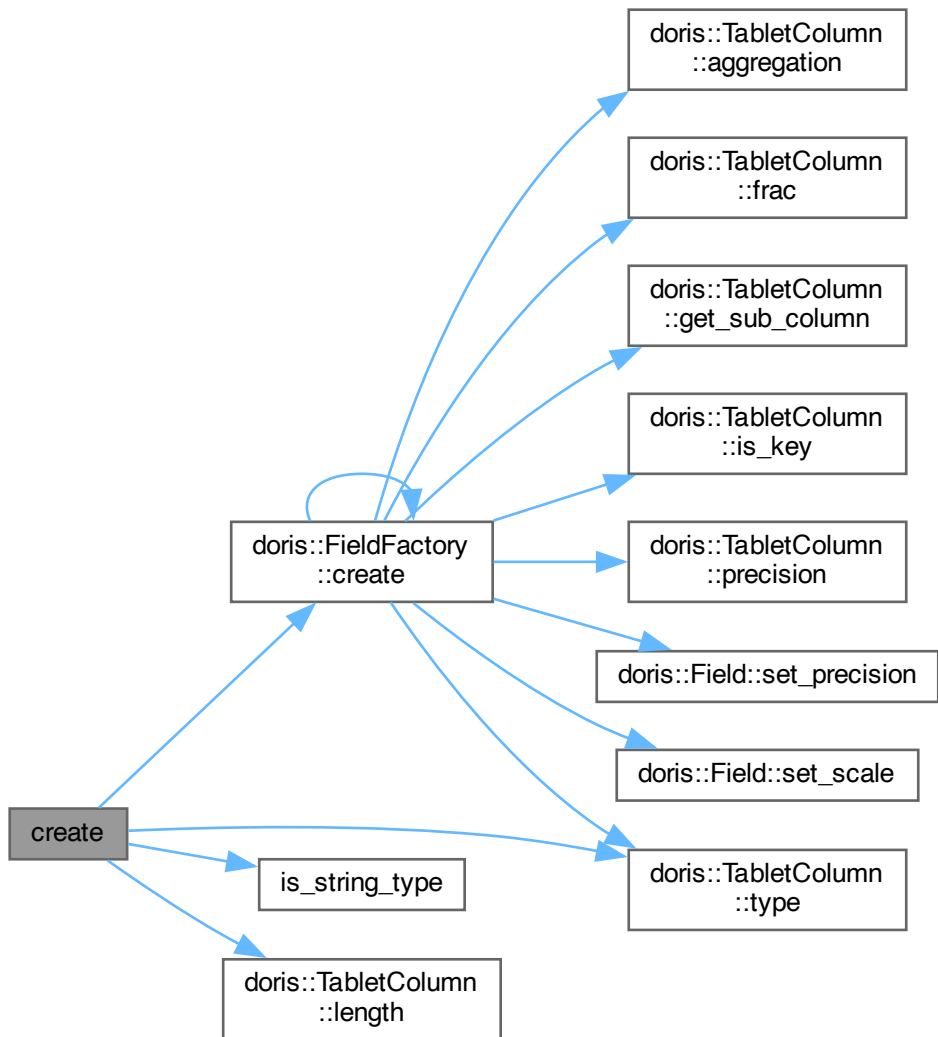 doris::TabletColumn
::aggregation
doris::TabletColumn
::frac
doris::TabletColumn
::get_sub_column
doris::TabletColumn
::is_key
doris::FieldFactory
::create
doris::TabletColumn
::precision
doris::Field::set_precision
doris::Field::set_scale
create
doris::TabletColumn
::type
is_string_type
doris::TabletColumn
::length